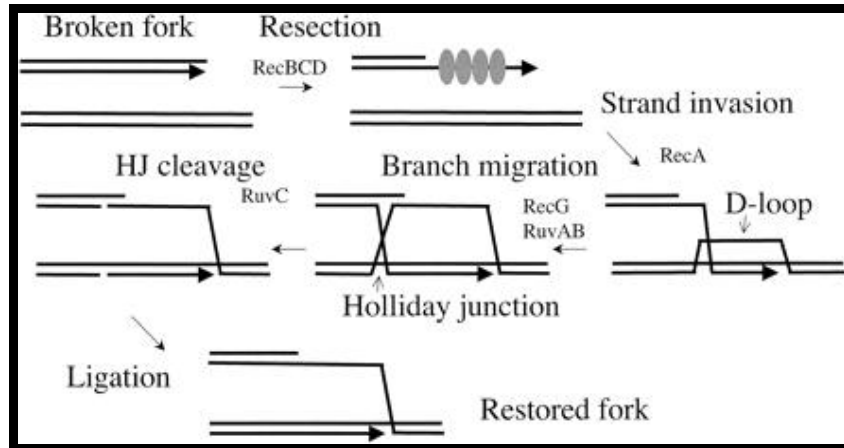 Broken fork
Resection
RecBCD
Strand invasion
RecA
D-loop
Branch migration
RecG
RuvAB
Holliday junction
HJ cleavage
RuvC
Ligation
Restored fork